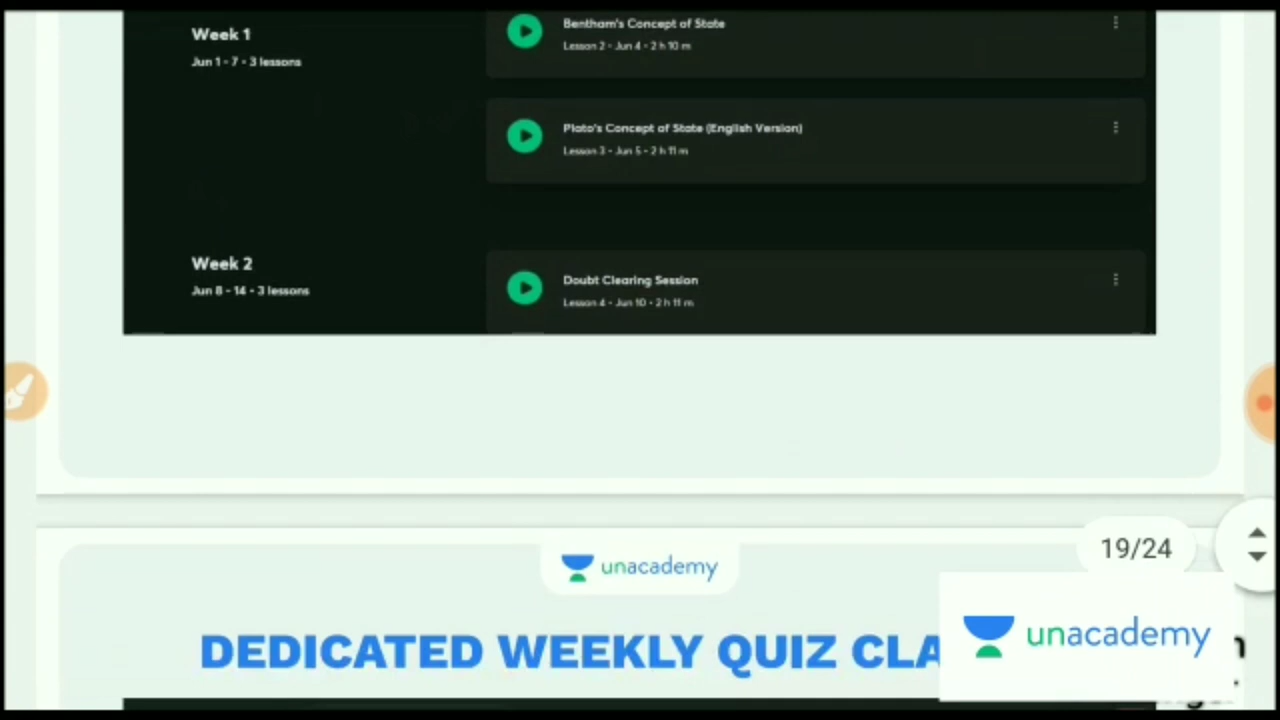 Bentham's Concept of State
Week 1
Lesson 2 - Jun 4 - 2 h 10 m
Jun 1 - 7 - 3 lessons
Plato's Concept of State (English Version)
Lesson 3 - Jun 5 - 2 h 11 m
Week 2
Jun 8 - 14 - 3 lessons
Doubt Clearing Session
Lesson 4 - Jun 10 - 2 h 11 m
19/24
unacademy
DEDICATED WEEKLY QUIZ CLA
unacademy